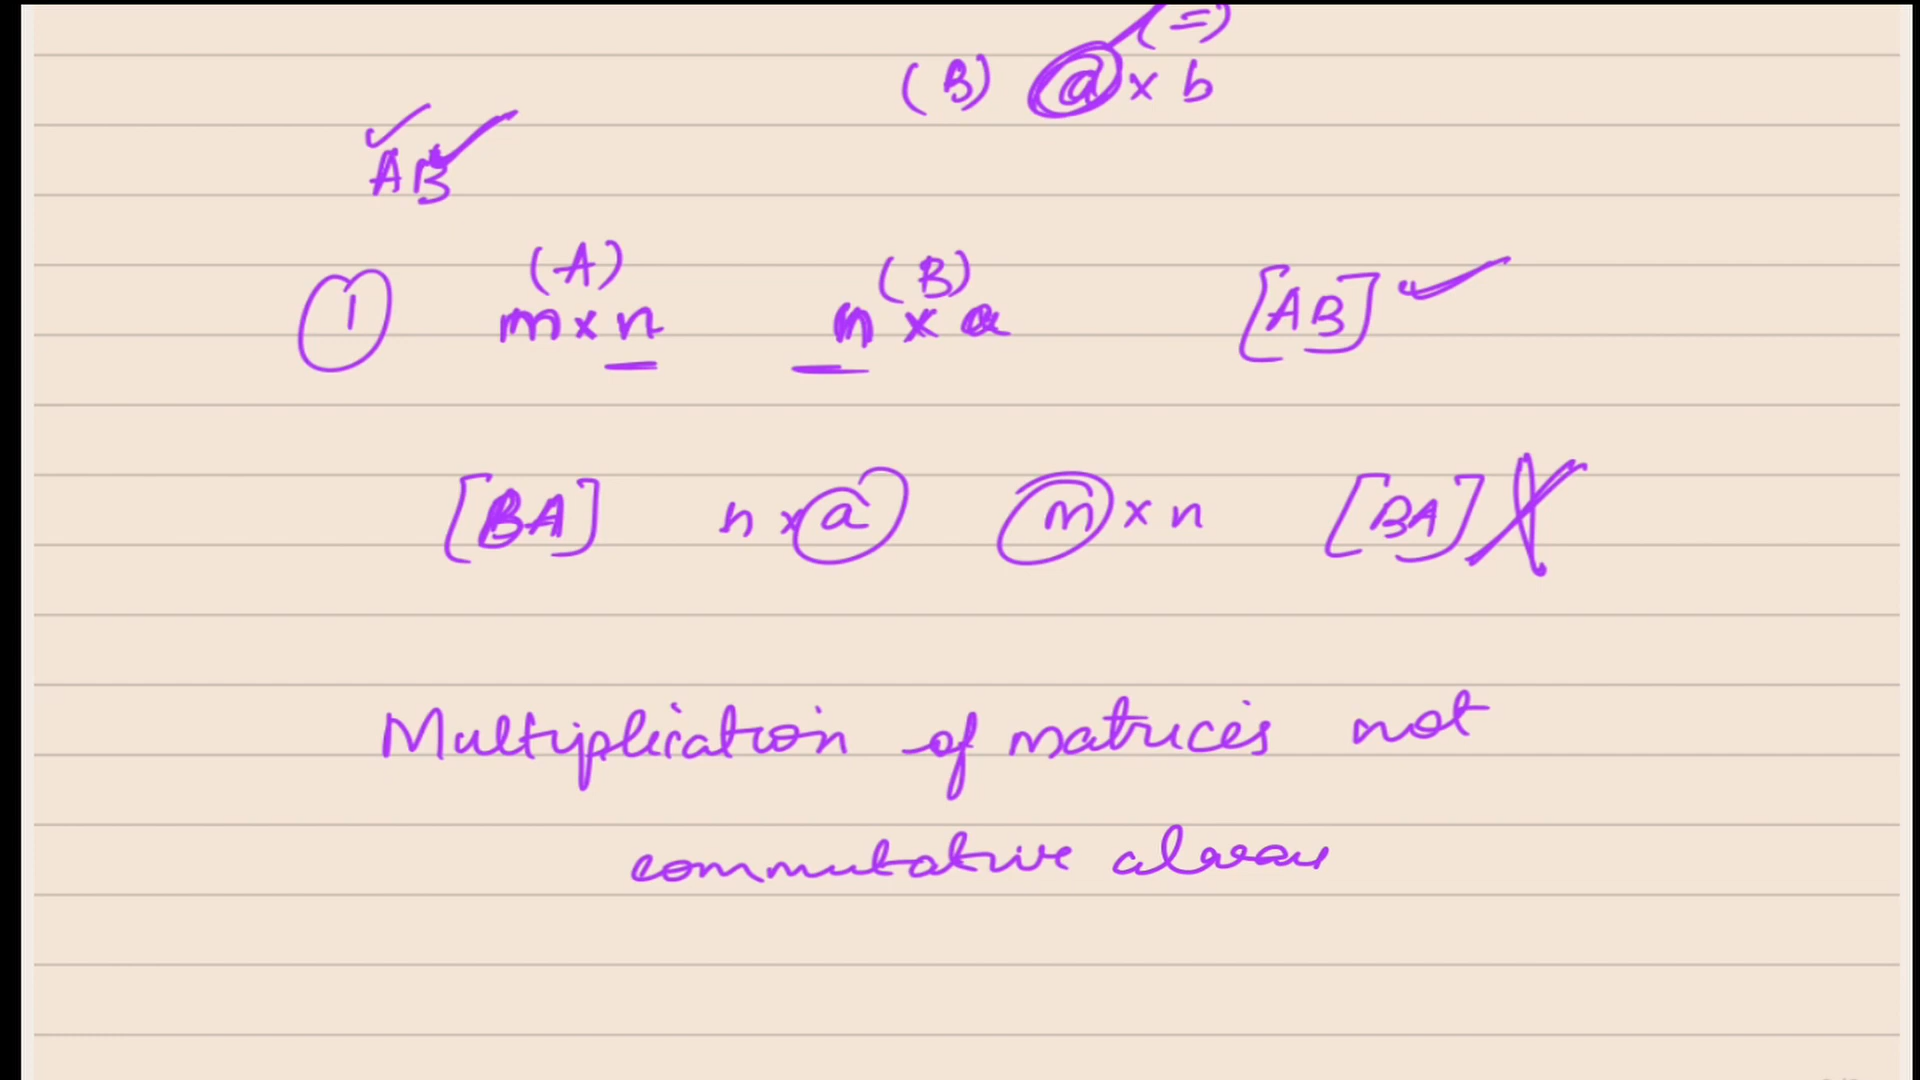 (=)
(B) a × b
AB
(A) (B)
① m × n n × a [AB] ✓
[BA] n × a m × n [BA] X
Multiplication of matrices not
commutative always